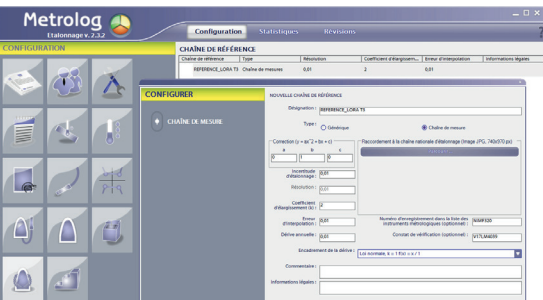 Metrolog
Etalonnage v.2.3.2
Configuration Statistiques Révisions
CONFIGURATION
CHAÎNE DE RÉFÉRENCE
Chaîne de référence Type Résolution Coefficient d'élargissem... Erreur d'interpolation Informations légales
REFERENCE_LORA T3 Chaîne de mesures 0,01 2 0,01
CONFIGURER
CHAÎNE DE MESURE
NOUVELLE CHAÎNE DE RÉFÉRENCE
Désignation : REFERENCE_LORA T3
Type : Générique Chaîne de mesure
Correction (y = ax^2 + bx + c)
a b c
0 1 0
Raccordement à la chaîne nationale d'étalonnage (Image JPG, 740x970 px)
Incertitude d'étalonnage : 0,01
Résolution : 0,01
Coefficient d'élargissement (k) : 2
Erreur d'interpolation : 0,01
Numéro d'enregistrement dans la liste des instruments métrologiques (optionnel) :
Dérive annuelle : 0,01
Constat de vérification (optionnel) : V17LM4039
Encadrement de la dérive : Loi normale, k = 1 f(x) = x / 1
Commentaire :
Informations légales :